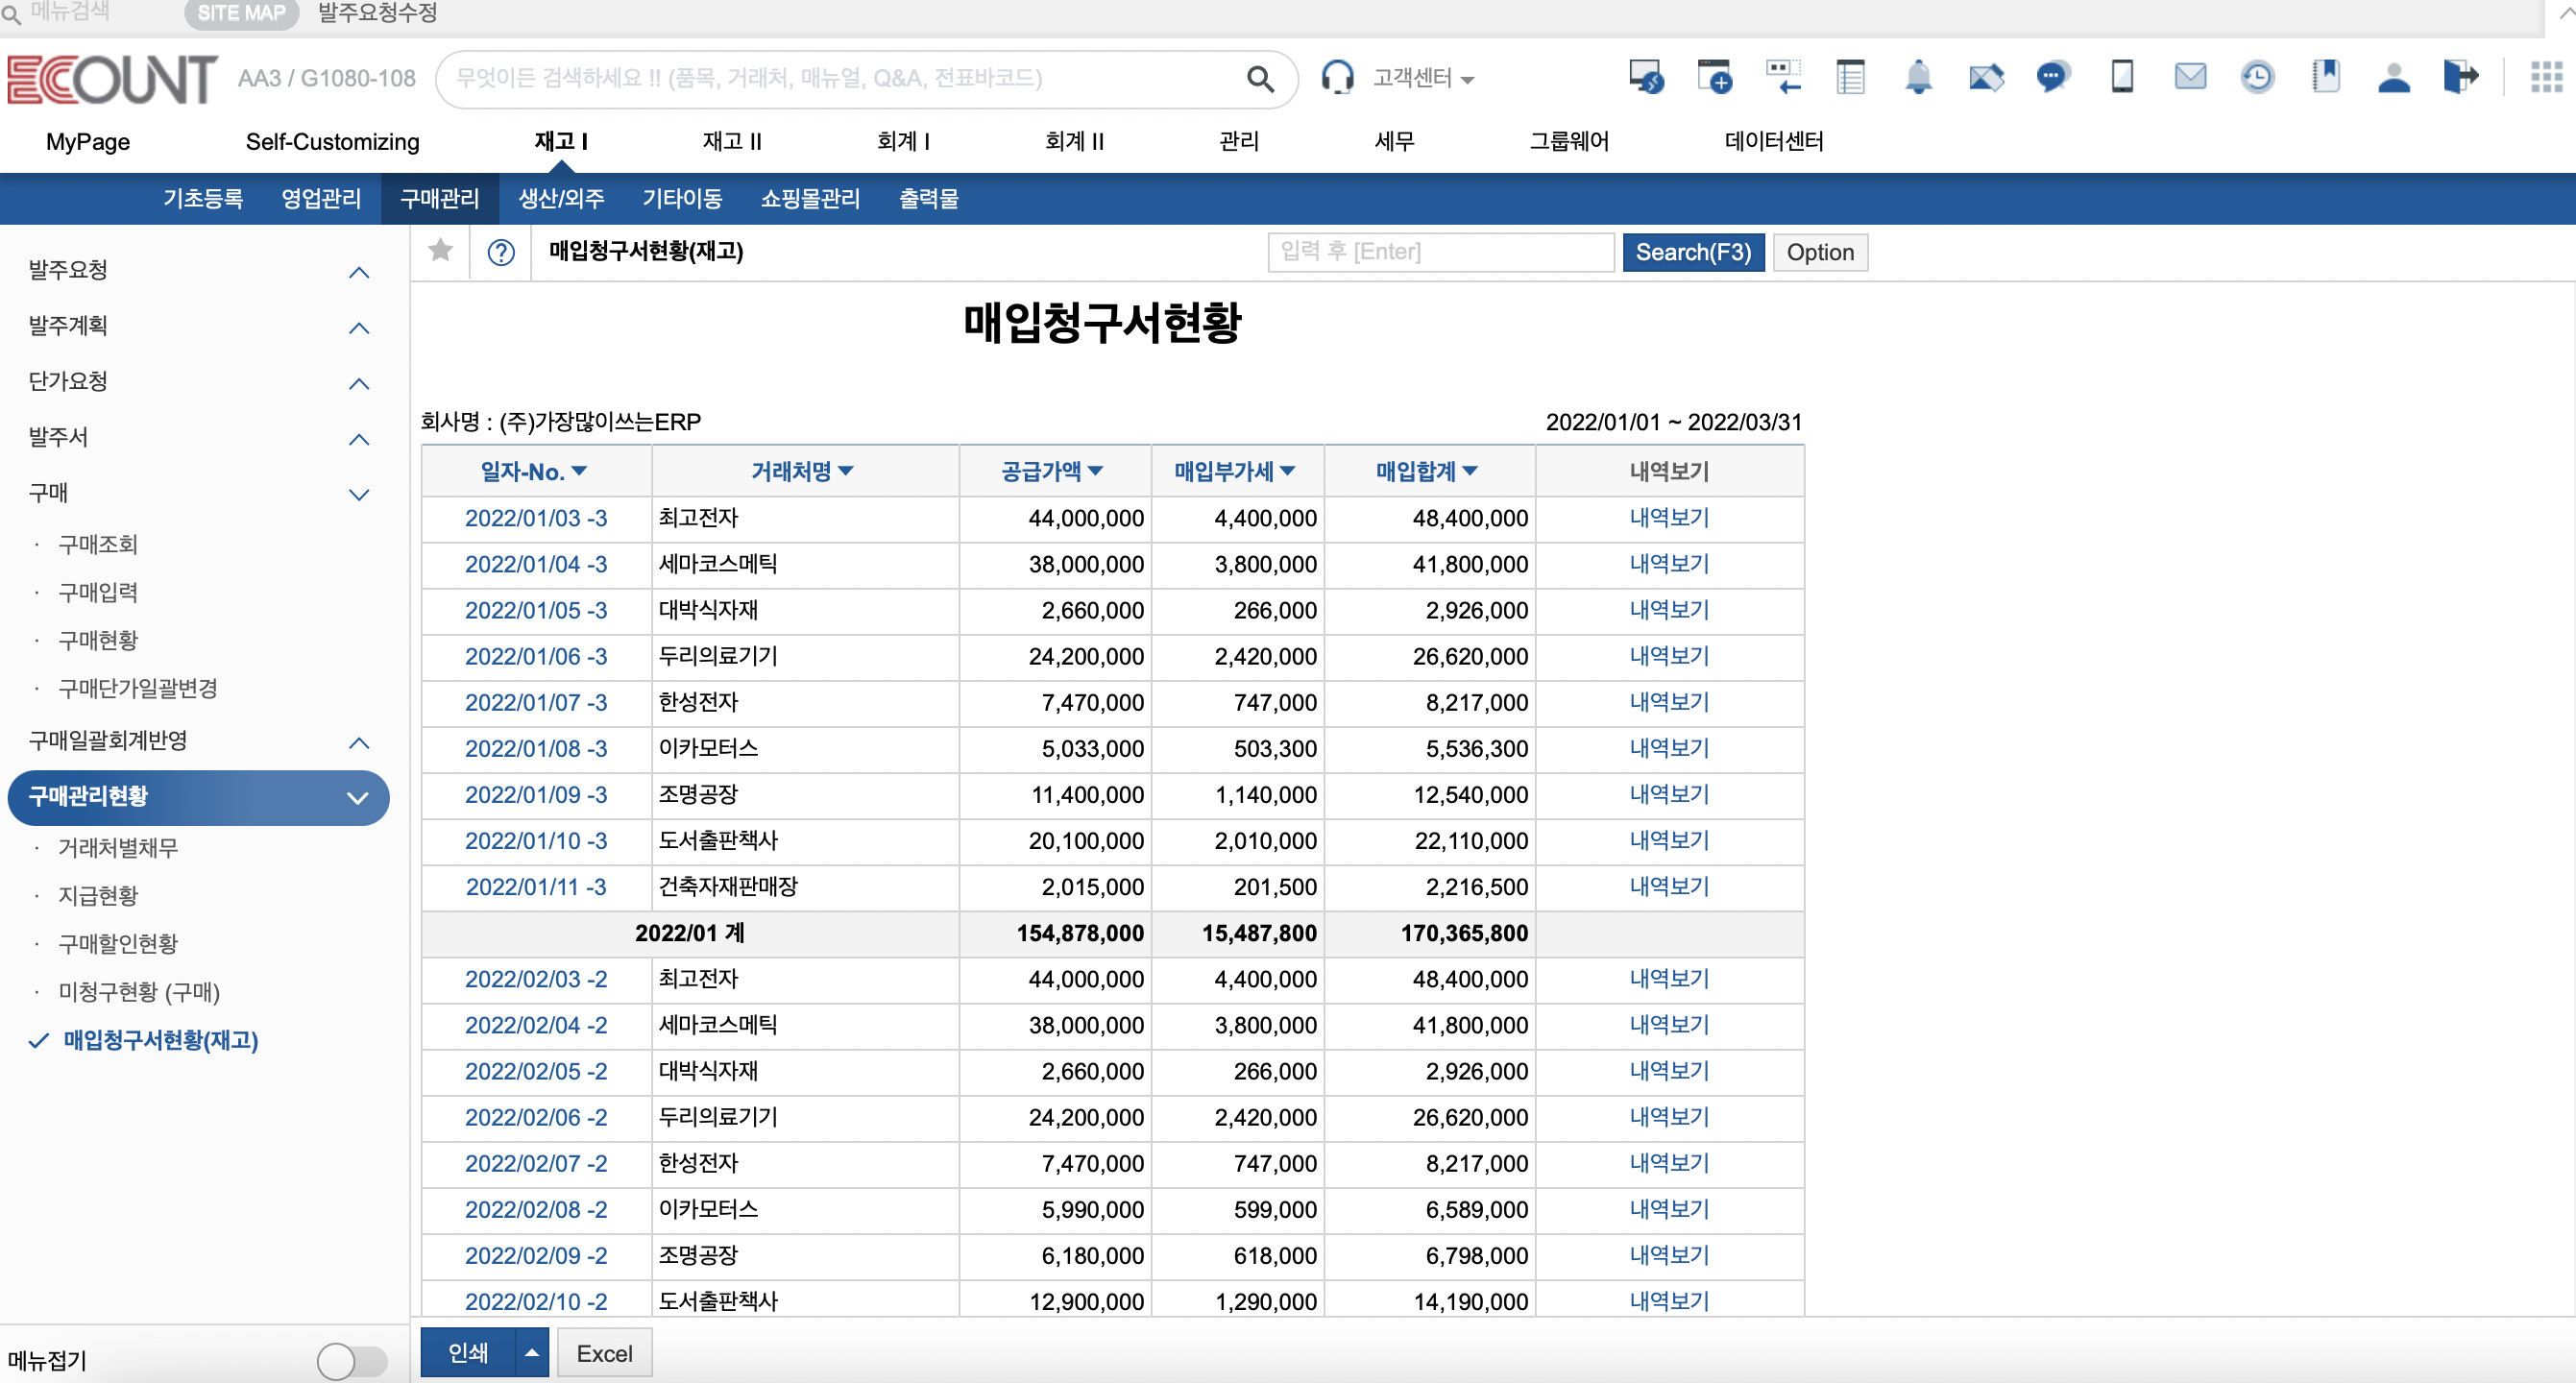 메뉴검색 SITE MAP 발주요청수정
ECOUNT AA3 / G1080-108 무엇이든 검색하세요 !! (품목, 거래처, 매뉴얼, Q&A, 전표바코드) 고객센터
MyPage Self-Customizing 재고 I 재고 II 회계 I 회계 II 관리 세무 그룹웨어 데이터센터
기초등록 영업관리 구매관리 생산/외주 기타이동 쇼핑몰관리 출력물
발주요청
발주계획
단가요청
발주서
구매
· 구매조회
· 구매입력
· 구매현황
· 구매단가일괄변경
구매일괄회계반영
구매관리현황
· 거래처별채무
· 지급현황
· 구매할인현황
· 미청구현황 (구매)
매입청구서현황(재고)
메뉴접기
매입청구서현황(재고) 입력 후 [Enter] Search(F3) Option
매입청구서현황
회사명 : (주)가장많이쓰는ERP 2022/01/01 ~ 2022/03/31
일자-No. 거래처명 공급가액 매입부가세 매입합계 내역보기
2022/01/03 -3 최고전자 44,000,000 4,400,000 48,400,000 내역보기
2022/01/04 -3 세마코스메틱 38,000,000 3,800,000 41,800,000 내역보기
2022/01/05 -3 대박식자재 2,660,000 266,000 2,926,000 내역보기
2022/01/06 -3 두리의료기기 24,200,000 2,420,000 26,620,000 내역보기
2022/01/07 -3 한성전자 7,470,000 747,000 8,217,000 내역보기
2022/01/08 -3 이카모터스 5,033,000 503,300 5,536,300 내역보기
2022/01/09 -3 조명공장 11,400,000 1,140,000 12,540,000 내역보기
2022/01/10 -3 도서출판책사 20,100,000 2,010,000 22,110,000 내역보기
2022/01/11 -3 건축자재판매장 2,015,000 201,500 2,216,500 내역보기
2022/01 계 154,878,000 15,487,800 170,365,800
2022/02/03 -2 최고전자 44,000,000 4,400,000 48,400,000 내역보기
2022/02/04 -2 세마코스메틱 38,000,000 3,800,000 41,800,000 내역보기
2022/02/05 -2 대박식자재 2,660,000 266,000 2,926,000 내역보기
2022/02/06 -2 두리의료기기 24,200,000 2,420,000 26,620,000 내역보기
2022/02/07 -2 한성전자 7,470,000 747,000 8,217,000 내역보기
2022/02/08 -2 이카모터스 5,990,000 599,000 6,589,000 내역보기
2022/02/09 -2 조명공장 6,180,000 618,000 6,798,000 내역보기
2022/02/10 -2 도서출판책사 12,900,000 1,290,000 14,190,000 내역보기
인쇄 Excel